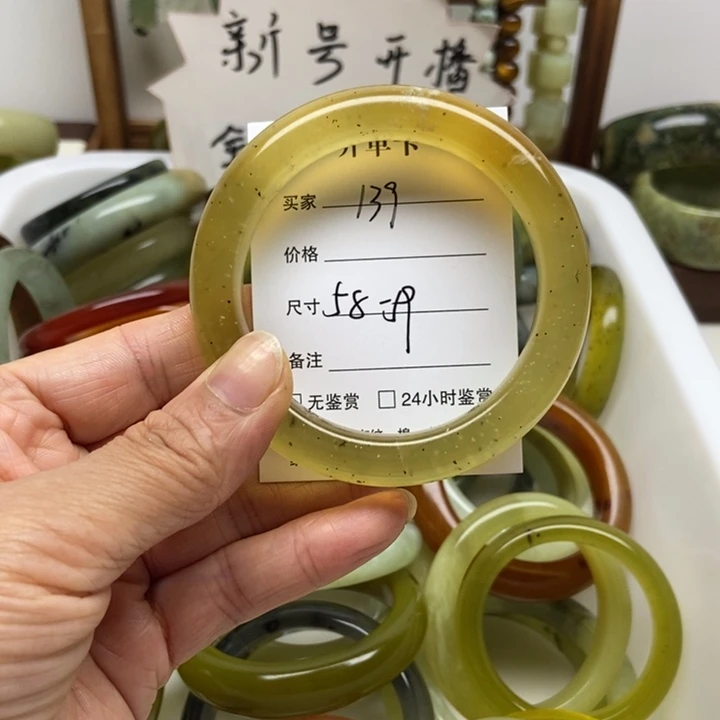 新号开播
开单卡
买家 139
价格
尺寸 58-59
备注
□无鉴赏 □24小时鉴赏